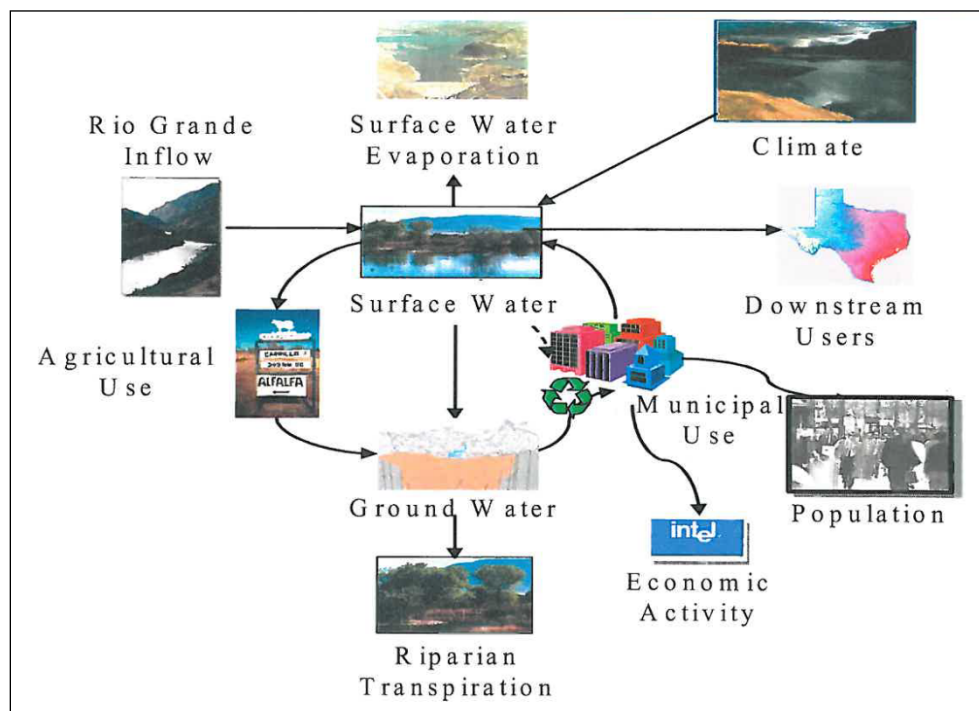 Rio Grande
Inflow
Surface Water
Evaporation
Climate
Surface Water
Downstream
Users
Agricultural
Use
ALFALFA
Municipal
Use
Ground Water
Population
intel
Economic
Activity
Riparian
Transpiration